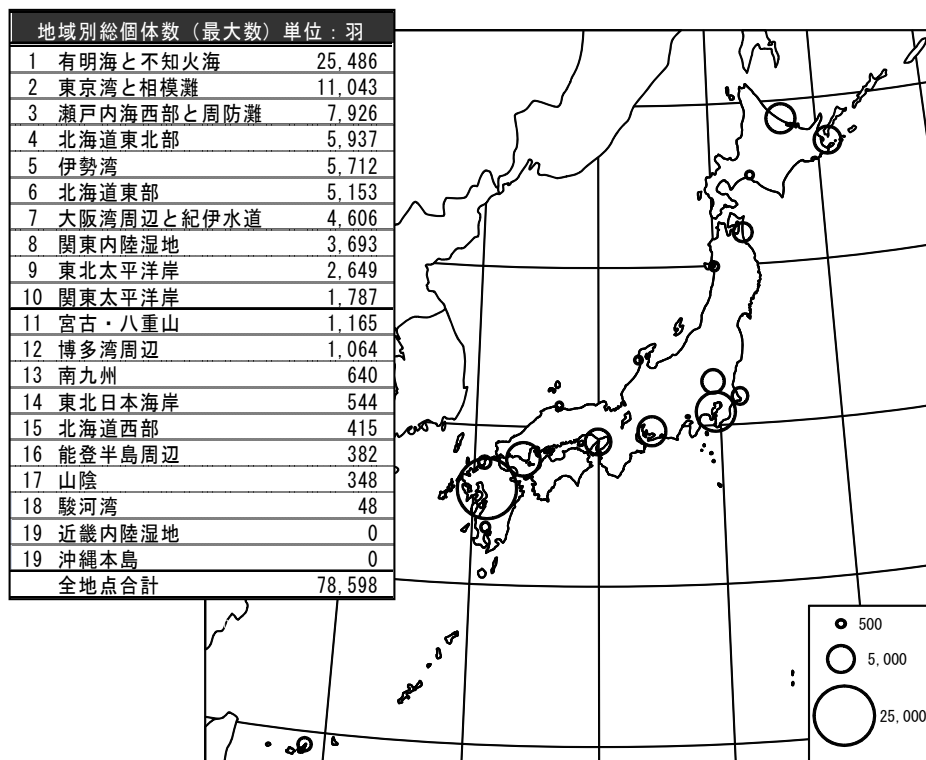 地域別総個体数（最大数）単位：羽
1 有明海と不知火海 25,486
2 東京湾と相模灘 11,043
3 瀬戸内海西部と周防灘 7,926
4 北海道東北部 5,937
5 伊勢湾 5,712
6 北海道東部 5,153
7 大阪湾周辺と紀伊水道 4,606
8 関東内陸湿地 3,693
9 東北太平洋岸 2,649
10 関東太平洋岸 1,787
11 宮古・八重山 1,165
12 博多湾周辺 1,064
13 南九州 640
14 東北日本海岸 544
15 北海道西部 415
16 能登半島周辺 382
17 山陰 348
18 駿河湾 48
19 近畿内陸湿地 0
19 沖縄本島 0
全地点合計 78,598
500
5,000
25,000